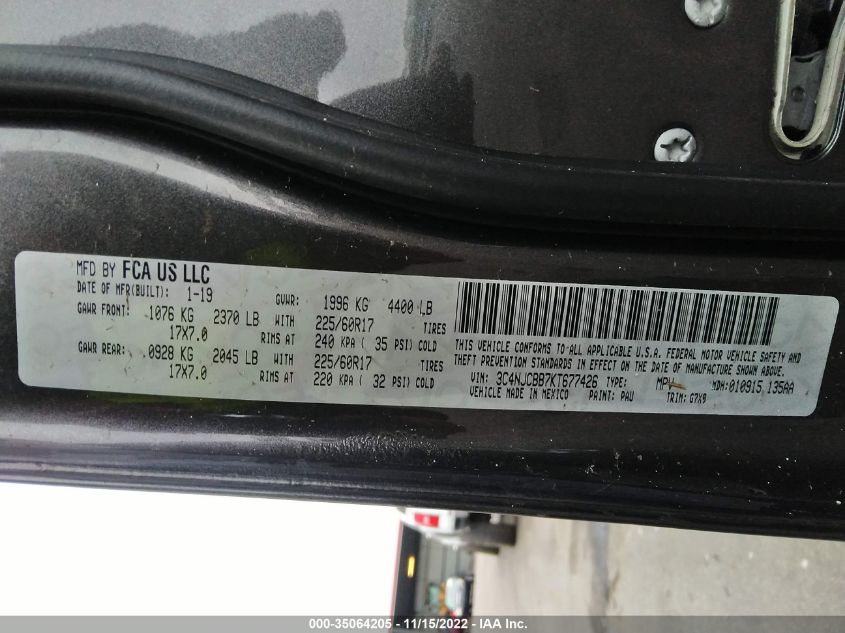 MFD BY FCA US LLC
DATE OF MFR(BUILT): 1-19 GVWR: 1996 KG 4400 LB
GAWR FRONT: 1076 KG 2370 LB WITH 225/60R17 TIRES
17X7.0 RIMS AT 240 KPA ( 35 PSI) COLD
GAWR REAR: 0928 KG 2045 LB WITH 225/60R17 TIRES
17X7.0 RIMS AT 220 KPA ( 32 PSI) COLD
THIS VEHICLE CONFORMS TO ALL APPLICABLE U.S.A. FEDERAL MOTOR VEHICLE SAFETY AND
THEFT PREVENTION STANDARDS IN EFFECT ON THE DATE OF MANUFACTURE SHOWN ABOVE.
VIN: 3C4NJCBB7KT677426 TYPE: MPV MDH: 010915 135AA
VEHICLE MADE IN MEXICO PAINT: PAU TRIM: G7X9
000-35064205 - 11/15/2022 - IAA Inc.